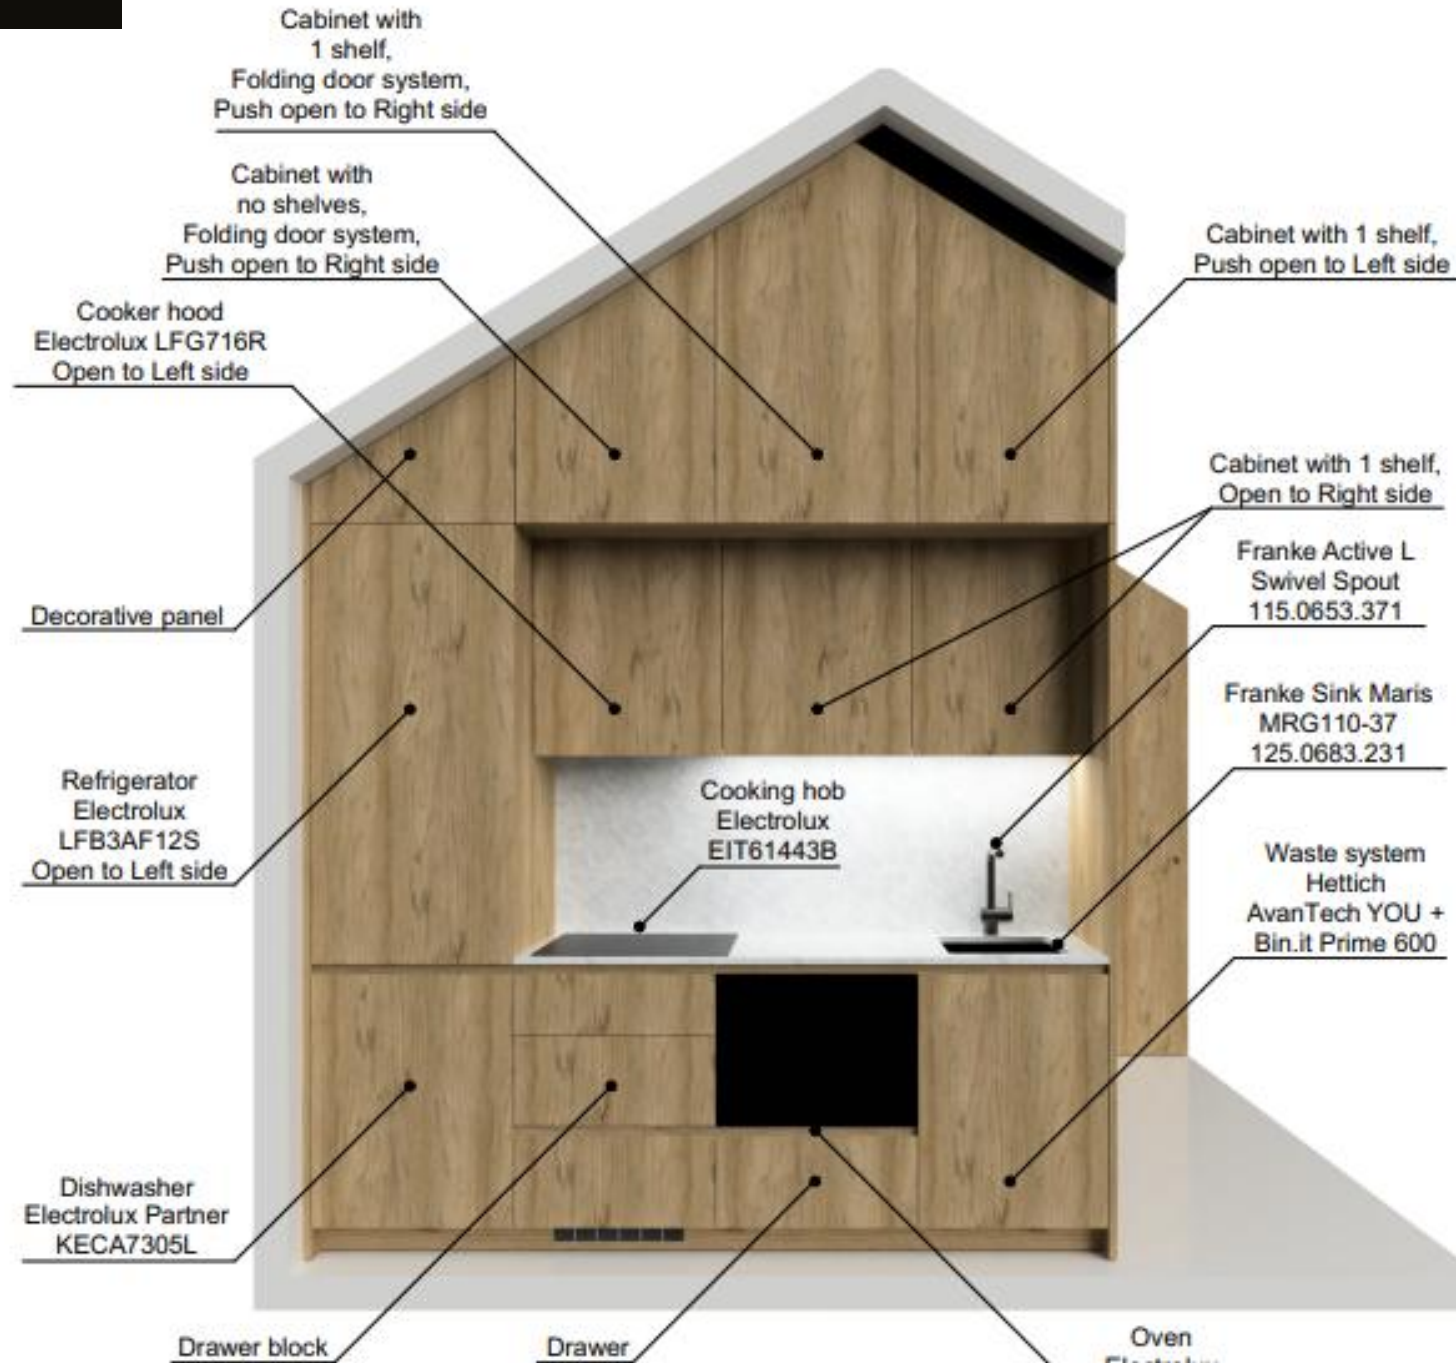 Cabinet with
1 shelf,
Folding door system,
Push open to Right side
Cabinet with
no shelves,
Folding door system,
Push open to Right side
Cooker hood
Electrolux LFG716R
Open to Left side
Decorative panel
Refrigerator
Electrolux
LFB3AF12S
Open to Left side
Dishwasher
Electrolux Partner
KECA7305L
Drawer block
Drawer
Cooking hob
Electrolux
EIT61443B
Cabinet with 1 shelf,
Push open to Left side
Cabinet with 1 shelf,
Open to Right side
Franke Active L
Swivel Spout
115.0653.371
Franke Sink Maris
MRG110-37
125.0683.231
Waste system
Hettich
AvanTech YOU +
Bin.it Prime 600
Oven
Electrolux